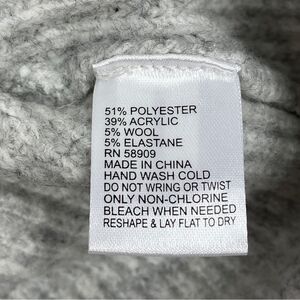 51% POLYESTER
39% ACRYLIC
5% WOOL
5% ELASTANE
RN 58909
MADE IN CHINA
HAND WASH COLD
DO NOT WRING OR TWIST
ONLY NON-CHLORINE
BLEACH WHEN NEEDED
RESHAPE & LAY FLAT TO DRY